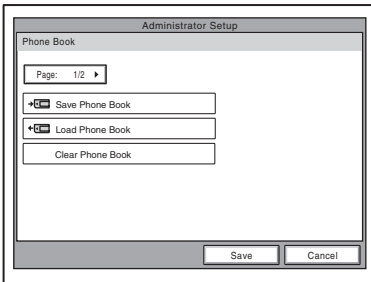 Administrator Setup
Phone Book
Page: 1/2
Save Phone Book
Load Phone Book
Clear Phone Book
Save Cancel